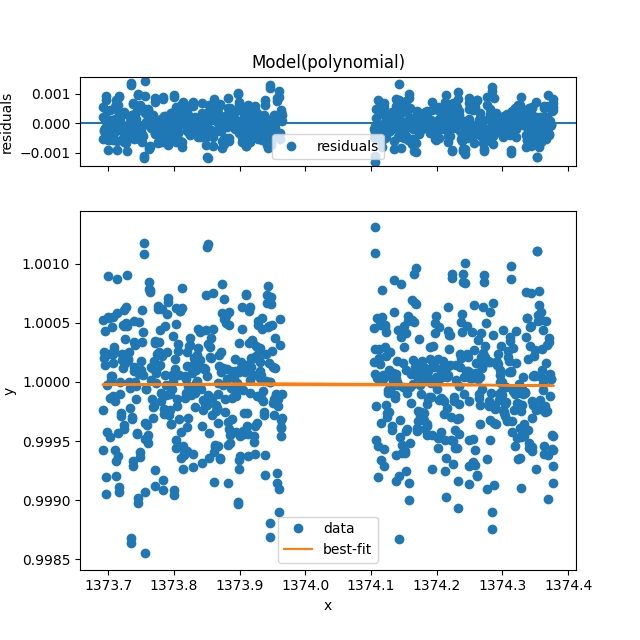 Model(polynomial)
residuals
0.001
0.000
−0.001
residuals
y
1.0010
1.0005
1.0000
0.9995
0.9990
0.9985
data
best-fit
1373.7 1373.8 1373.9 1374.0 1374.1 1374.2 1374.3 1374.4
x